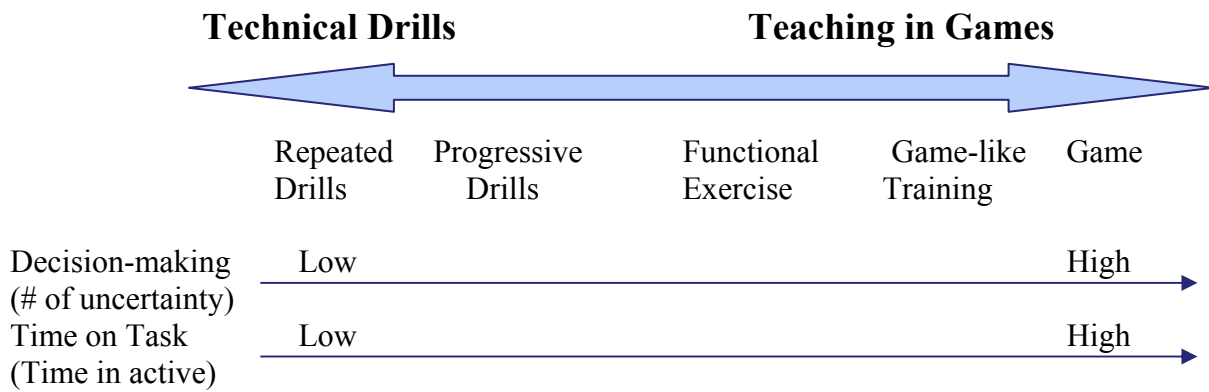 Technical Drills Teaching in Games
Repeated Progressive Functional Game-like Game
Drills Drills Exercise Training
Decision-making Low High
(# of uncertainty)
Time on Task Low High
(Time in active)